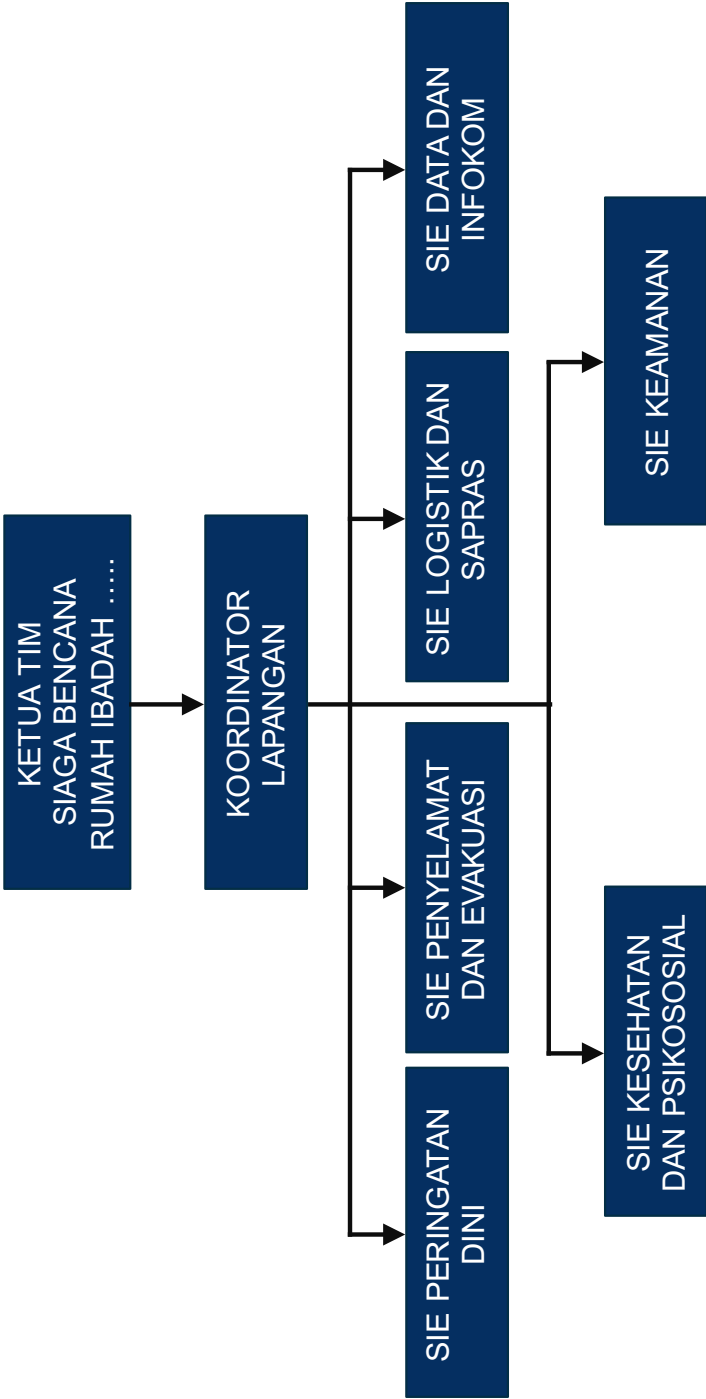 KETUA TIM
SIAGA BENCANA
RUMAH IBADAH .....
KOORDINATOR
LAPANGAN
SIE PERINGATAN
DINI
SIE PENYELAMAT
DAN EVAKUASI
SIE LOGISTIK DAN
SAPRAS
SIE DATA DAN
INFOKOM
SIE KESEHATAN
DAN PSIKOSOSIAL
SIE KEAMANAN